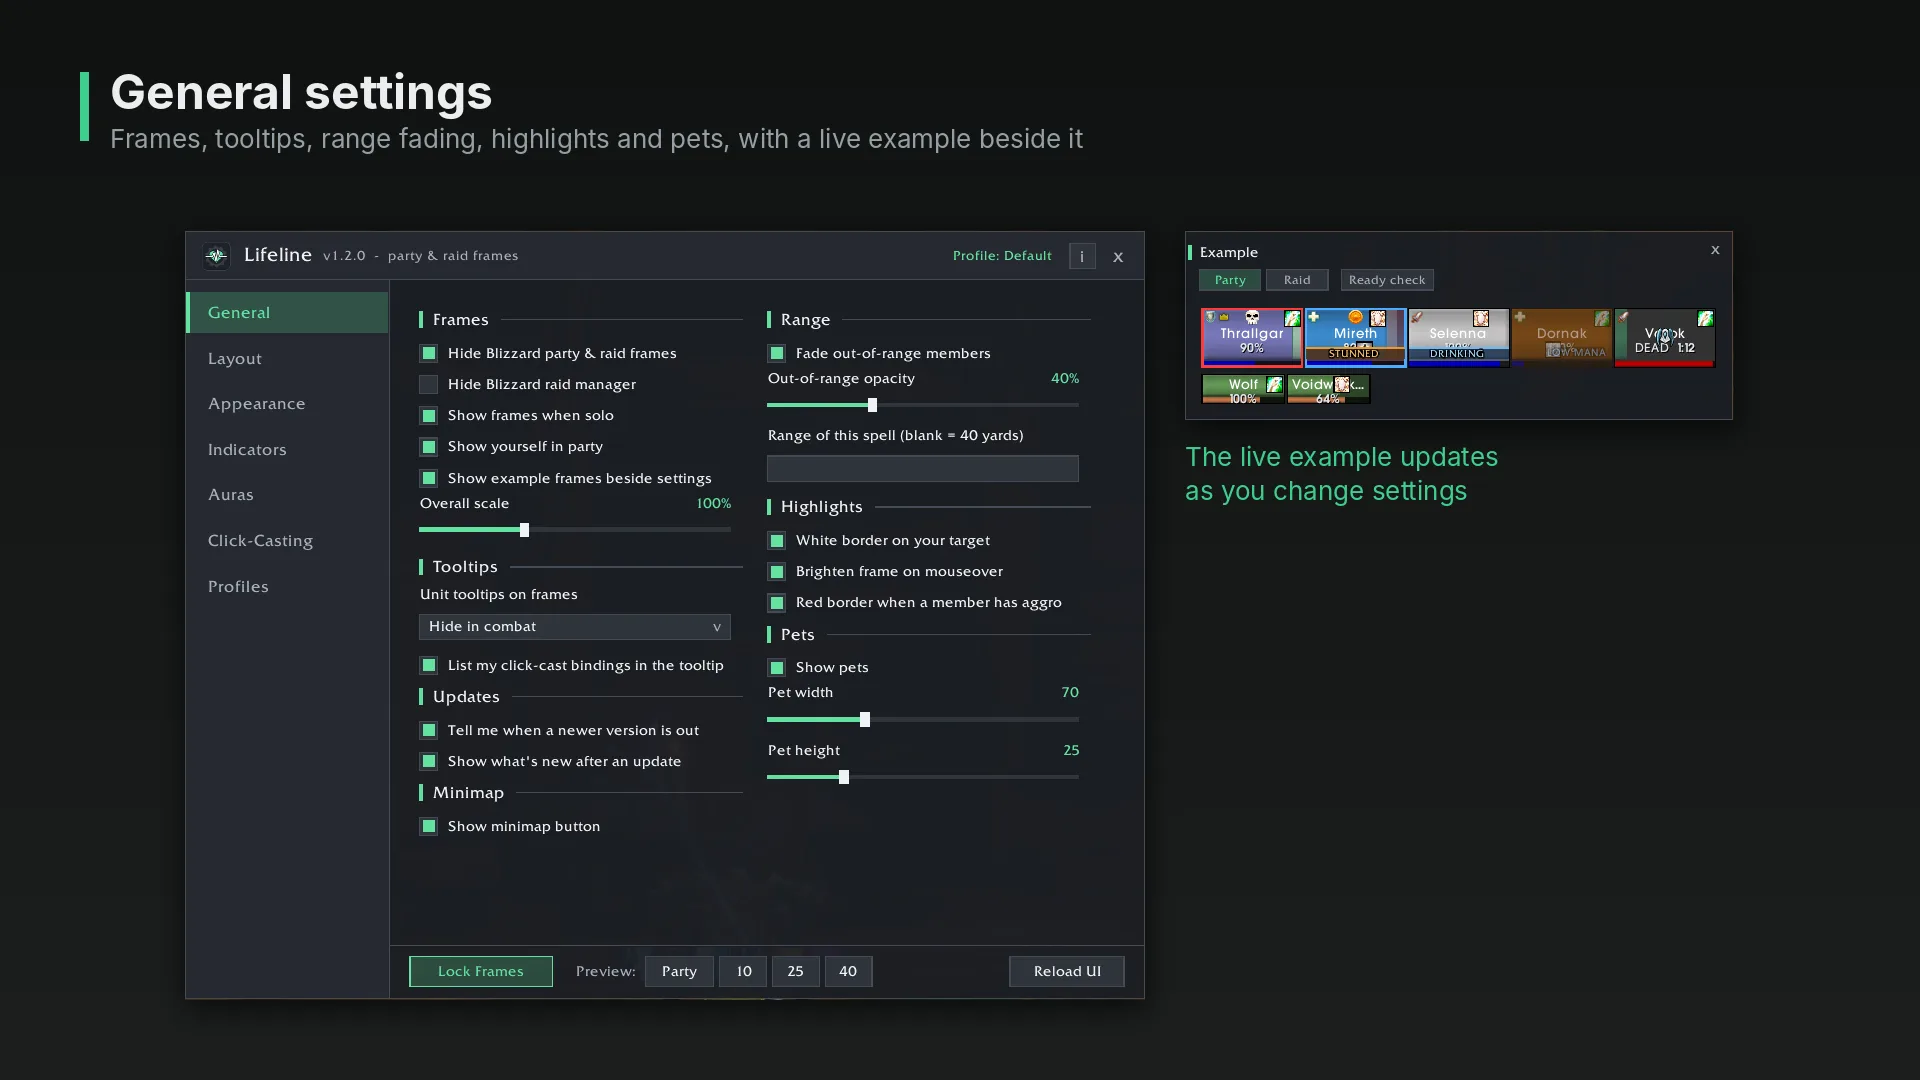 General settings
Frames, tooltips, range fading, highlights and pets, with a live example beside it
Lifeline v1.2.0 - party & raid frames
Profile: Default
i
x
General
Layout
Appearance
Indicators
Auras
Click-Casting
Profiles
Frames
Hide Blizzard party & raid frames
Hide Blizzard raid manager
Show frames when solo
Show yourself in party
Show example frames beside settings
Overall scale 100%
Tooltips
Unit tooltips on frames
Hide in combat v
List my click-cast bindings in the tooltip
Updates
Tell me when a newer version is out
Show what's new after an update
Minimap
Show minimap button
Range
Fade out-of-range members
Out-of-range opacity 40%
Range of this spell (blank = 40 yards)
Highlights
White border on your target
Brighten frame on mouseover
Red border when a member has aggro
Pets
Show pets
Pet width 70
Pet height 25
Lock Frames
Preview: Party 10 25 40
Reload UI
Example
x
Party Raid Ready check
Thrallgar
90%
Mireth
STUNNED
Selenna
100%
DRINKING
Dornak
DEAD 1:12
Wolf
100%
64%
The live example updates
as you change settings